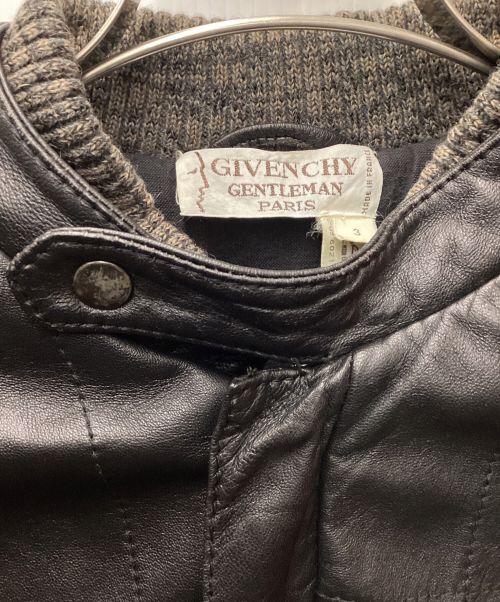 GIVENCHY
GENTLEMAN
PARIS
MADE IN FRANCE
3